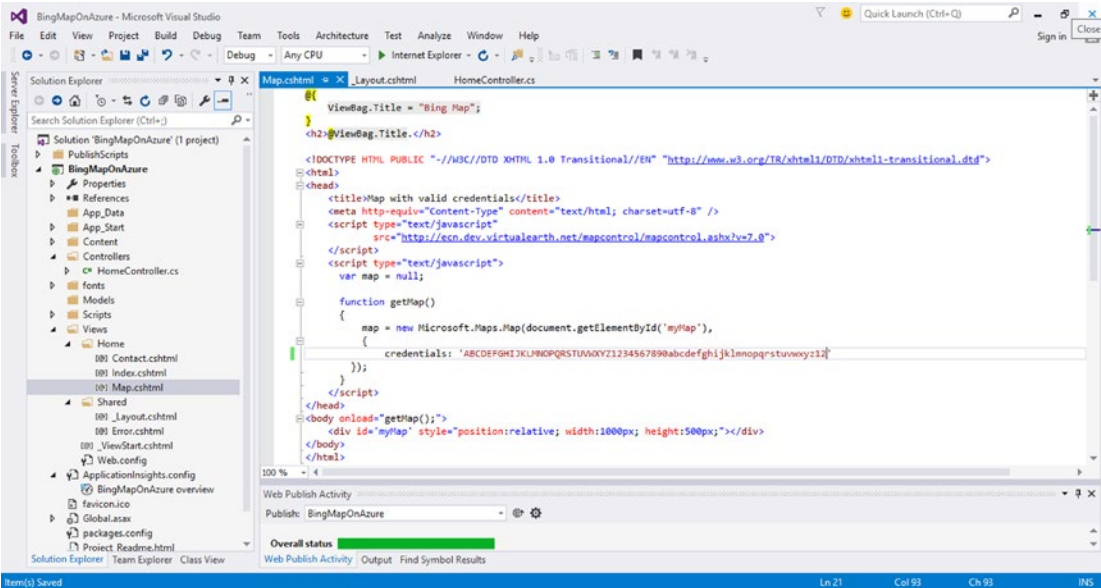 BingMapOnAzure - Microsoft Visual Studio
Quick Launch (Ctrl+Q)
Close
File Edit View Project Build Debug Team Tools Architecture Test Analyze Window Help
Sign in
Debug Any CPU Internet Explorer
Server Explorer
Toolbox
Solution Explorer
Search Solution Explorer (Ctrl+;)
Solution 'BingMapOnAzure' (1 project)
PublishScripts
BingMapOnAzure
Properties
References
App_Data
App_Start
Content
Controllers
C# HomeController.cs
fonts
Models
Scripts
Views
Home
Contact.cshtml
Index.cshtml
Map.cshtml
Shared
_Layout.cshtml
Error.cshtml
_ViewStart.cshtml
Web.config
ApplicationInsights.config
BingMapOnAzure overview
favicon.ico
Global.asax
packages.config
Project_Readme.html
Solution Explorer Team Explorer Class View
Map.cshtml _Layout.cshtml HomeController.cs
@{
ViewBag.Title = "Bing Map";
}
<h2>@ViewBag.Title.</h2>
<!DOCTYPE HTML PUBLIC "-//W3C//DTD XHTML 1.0 Transitional//EN" "http://www.w3.org/TR/xhtml1/DTD/xhtml1-transitional.dtd">
<html>
<head>
<title>Map with valid credentials</title>
<meta http-equiv="Content-Type" content="text/html; charset=utf-8" />
<script type="text/javascript"
src="http://ecn.dev.virtualearth.net/mapcontrol/mapcontrol.ashx?v=7.0">
</script>
<script type="text/javascript">
var map = null;
function getMap()
{
map = new Microsoft.Maps.Map(document.getElementById('myMap'),
{
credentials: 'ABCDEFGHIJKLMNOPQRSTUVWXYZ1234567890abcdefghijklmnopqrstuvwxyz12'
});
}
</script>
</head>
<body onload="getMap();">
<div id='myMap' style="position:relative; width:1000px; height:500px;"></div>
</body>
</html>
100 %
Web Publish Activity
Publish: BingMapOnAzure
Overall status
Web Publish Activity Output Find Symbol Results
Item(s) Saved
Ln 21 Col 93 Ch 93 INS